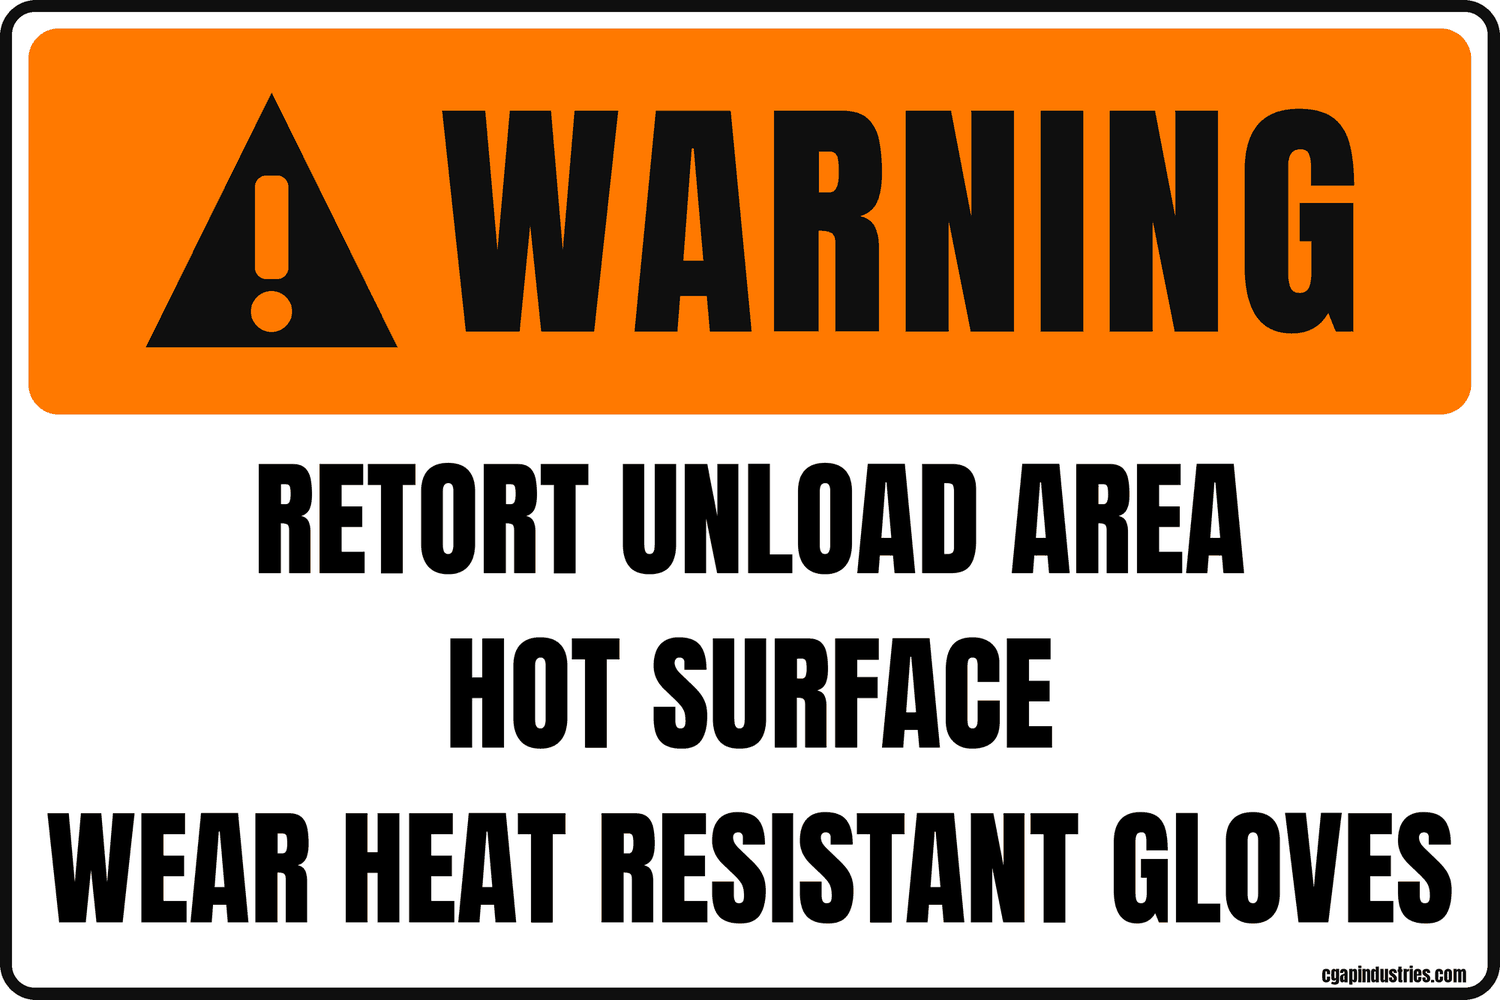 WARNING
RETORT UNLOAD AREA
HOT SURFACE
WEAR HEAT RESISTANT GLOVES
cgapindustries.com